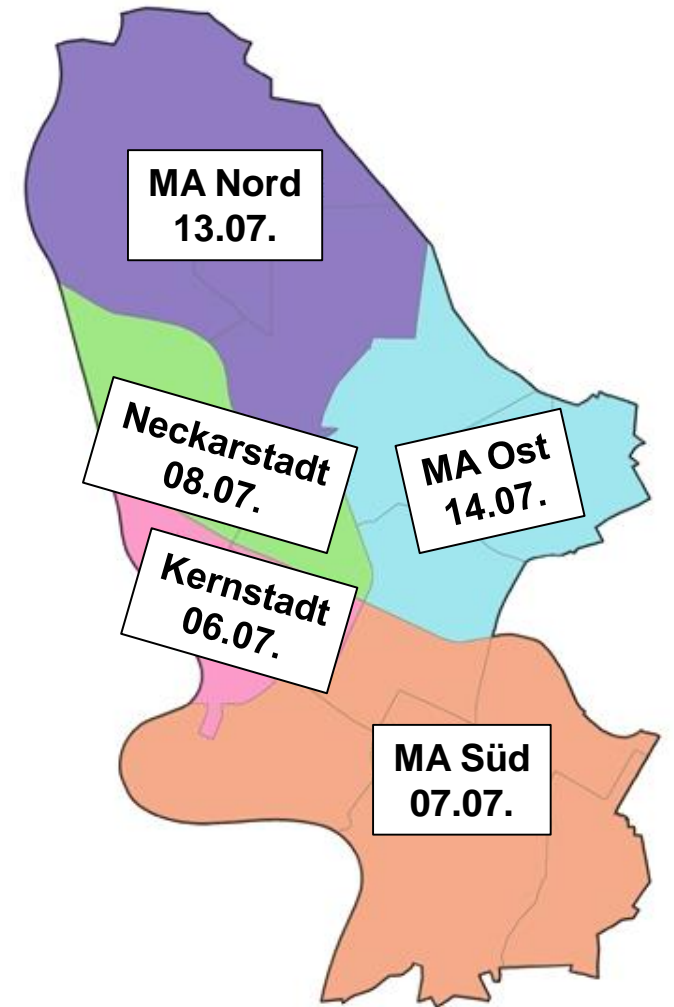 MA Nord
13.07.
Neckarstadt
08.07.
MA Ost
14.07.
Kernstadt
06.07.
MA Süd
07.07.